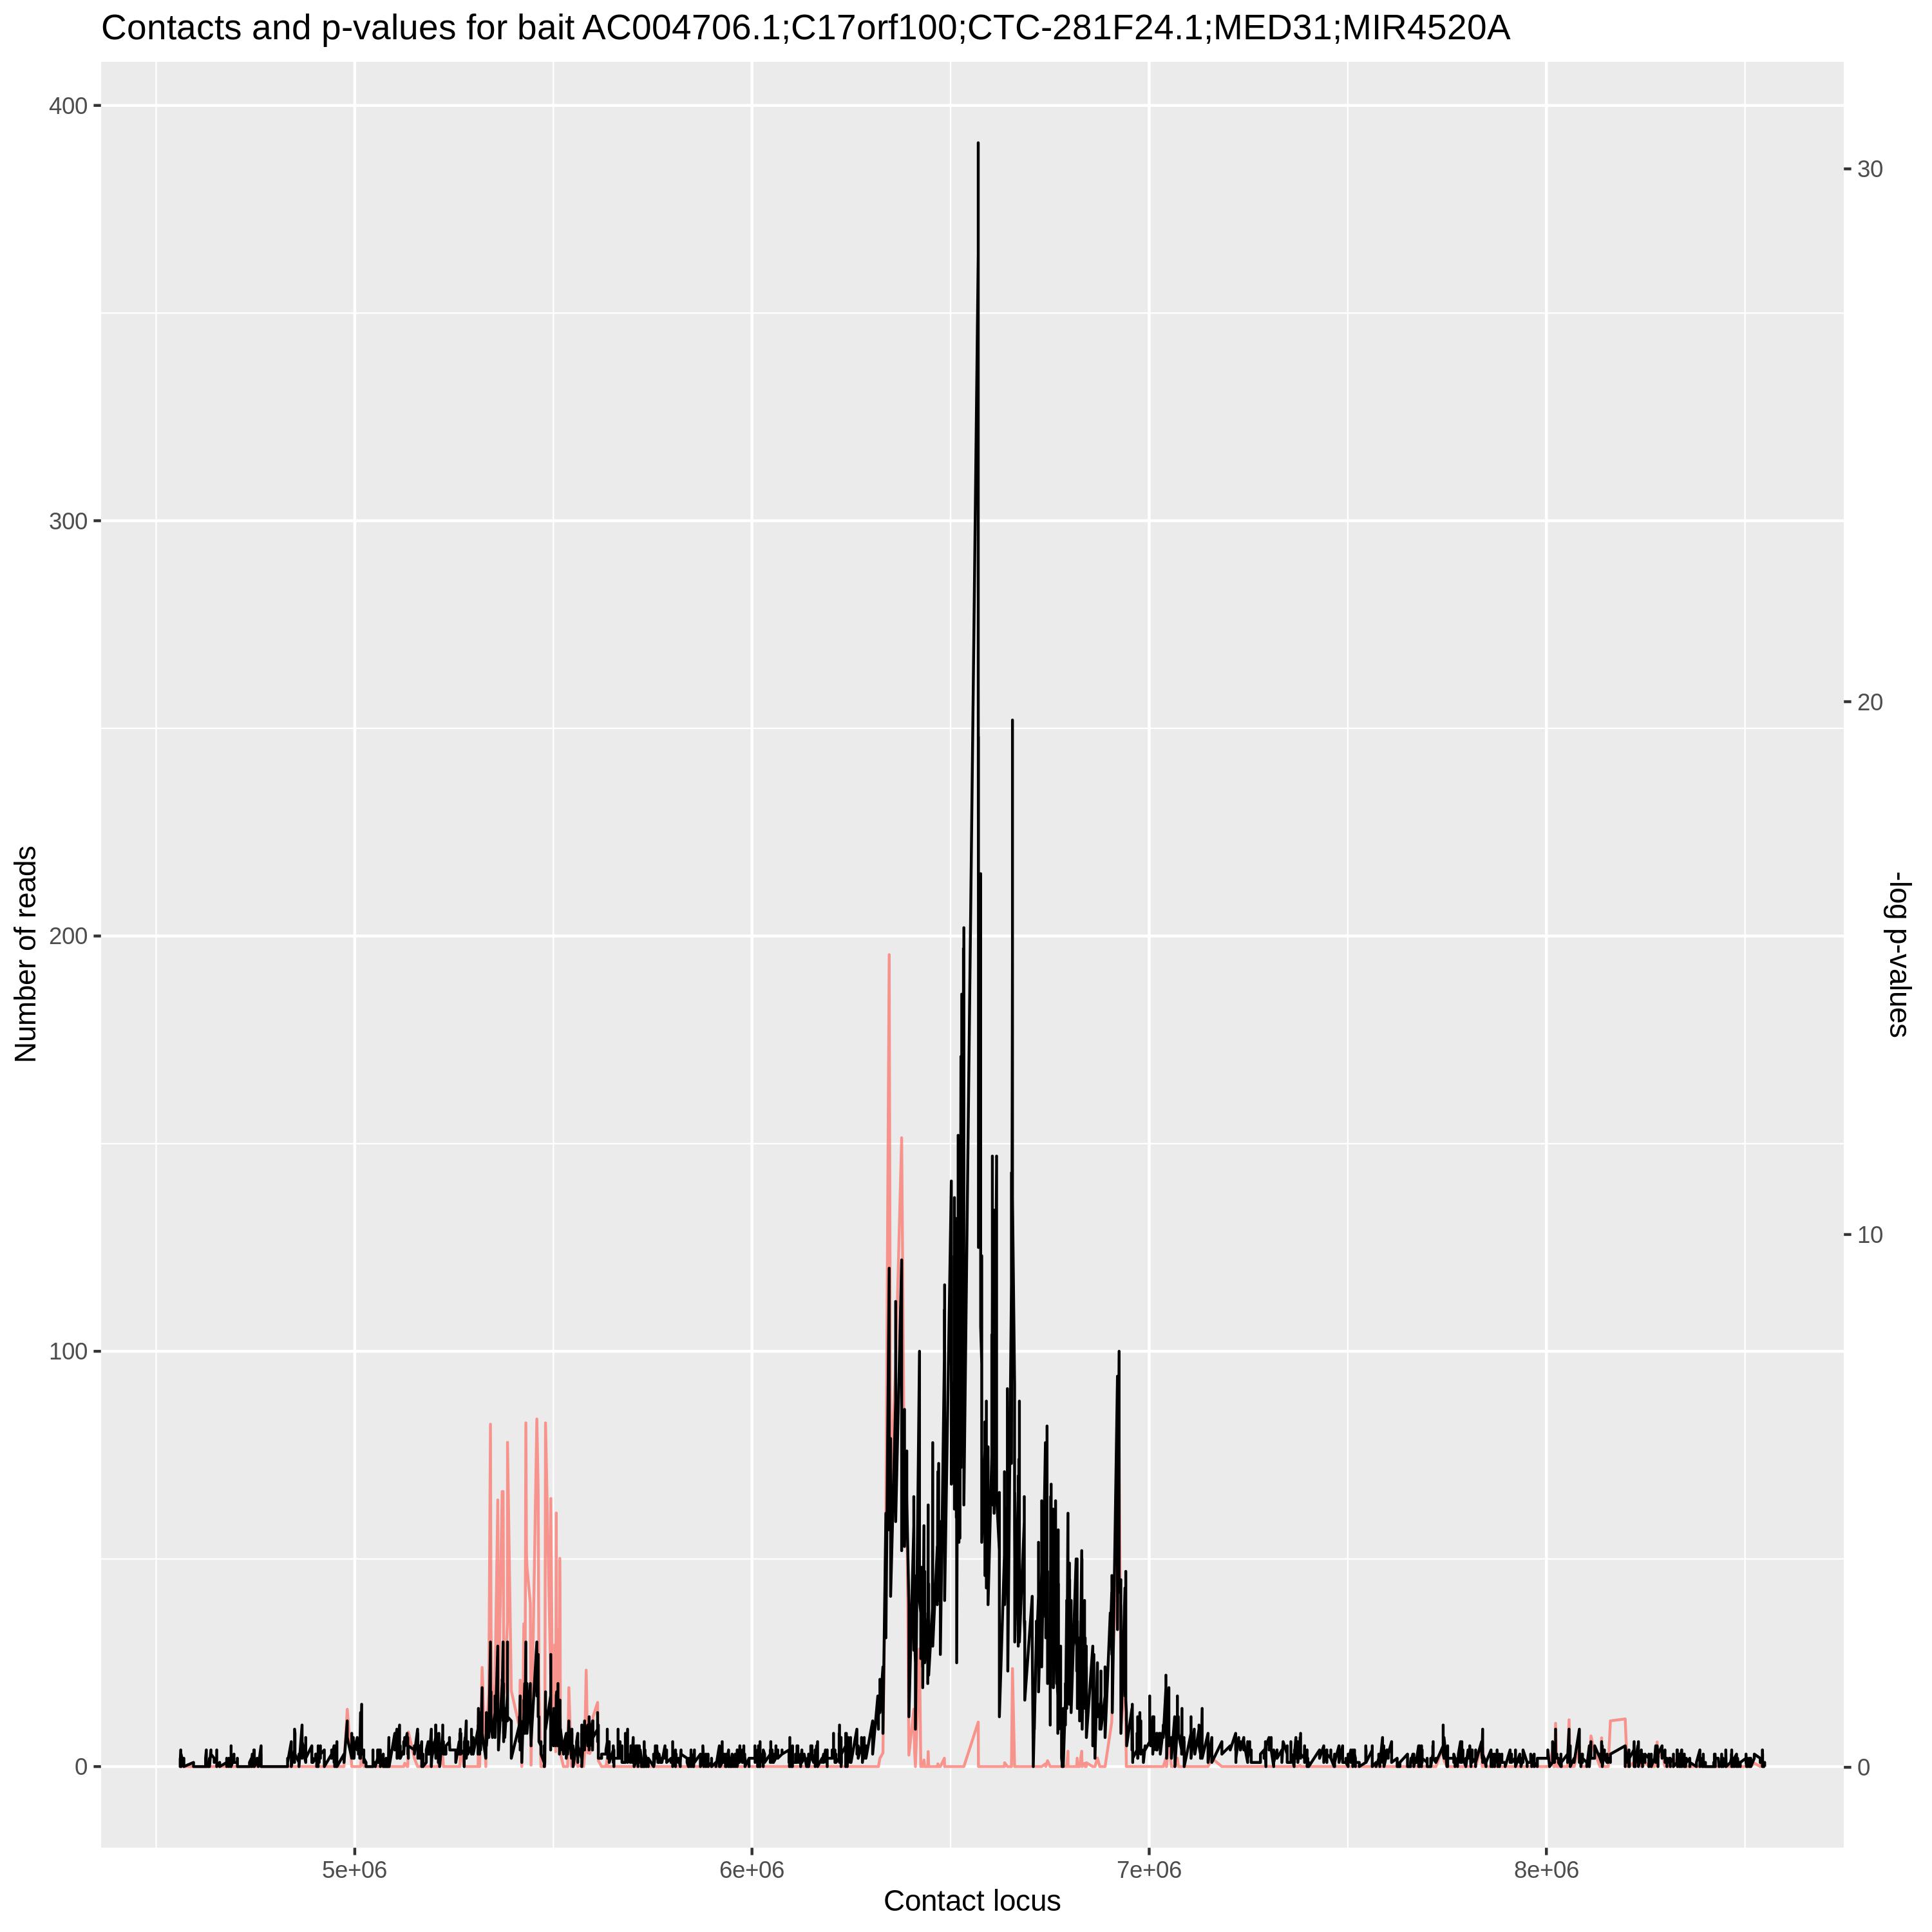 Contacts and p-values for bait AC004706.1;C17orf100;CTC-281F24.1;MED31;MIR4520A
400
300
200
100
0
Number of reads
30
20
10
0
-log p-values
5e+06
6e+06
7e+06
8e+06
Contact locus